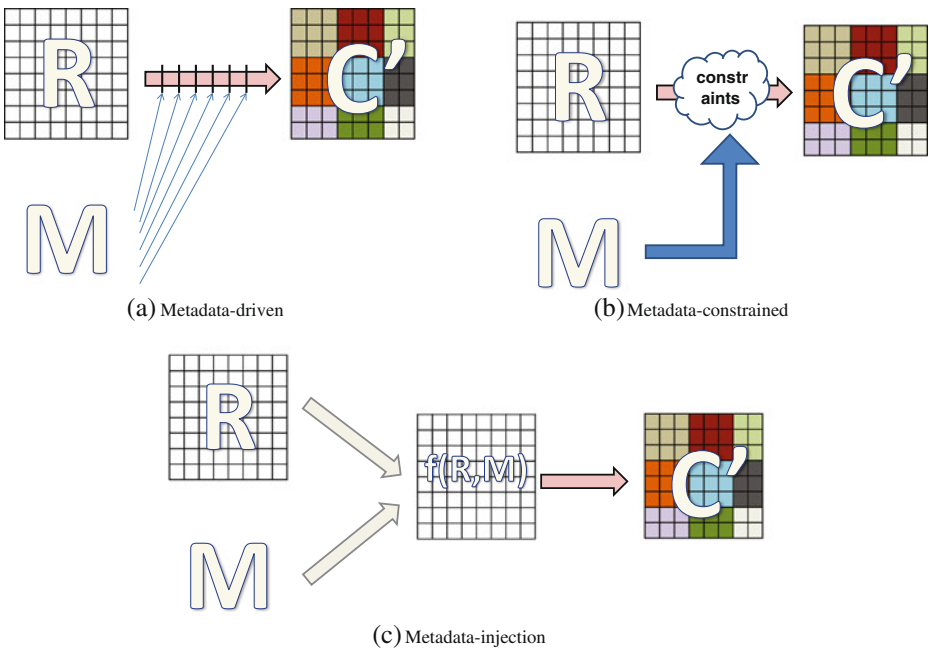 R
C'
M
(a) Metadata-driven
R
constr
aints
C'
M
(b) Metadata-constrained
R
f(R,M)
C'
M
(c) Metadata-injection